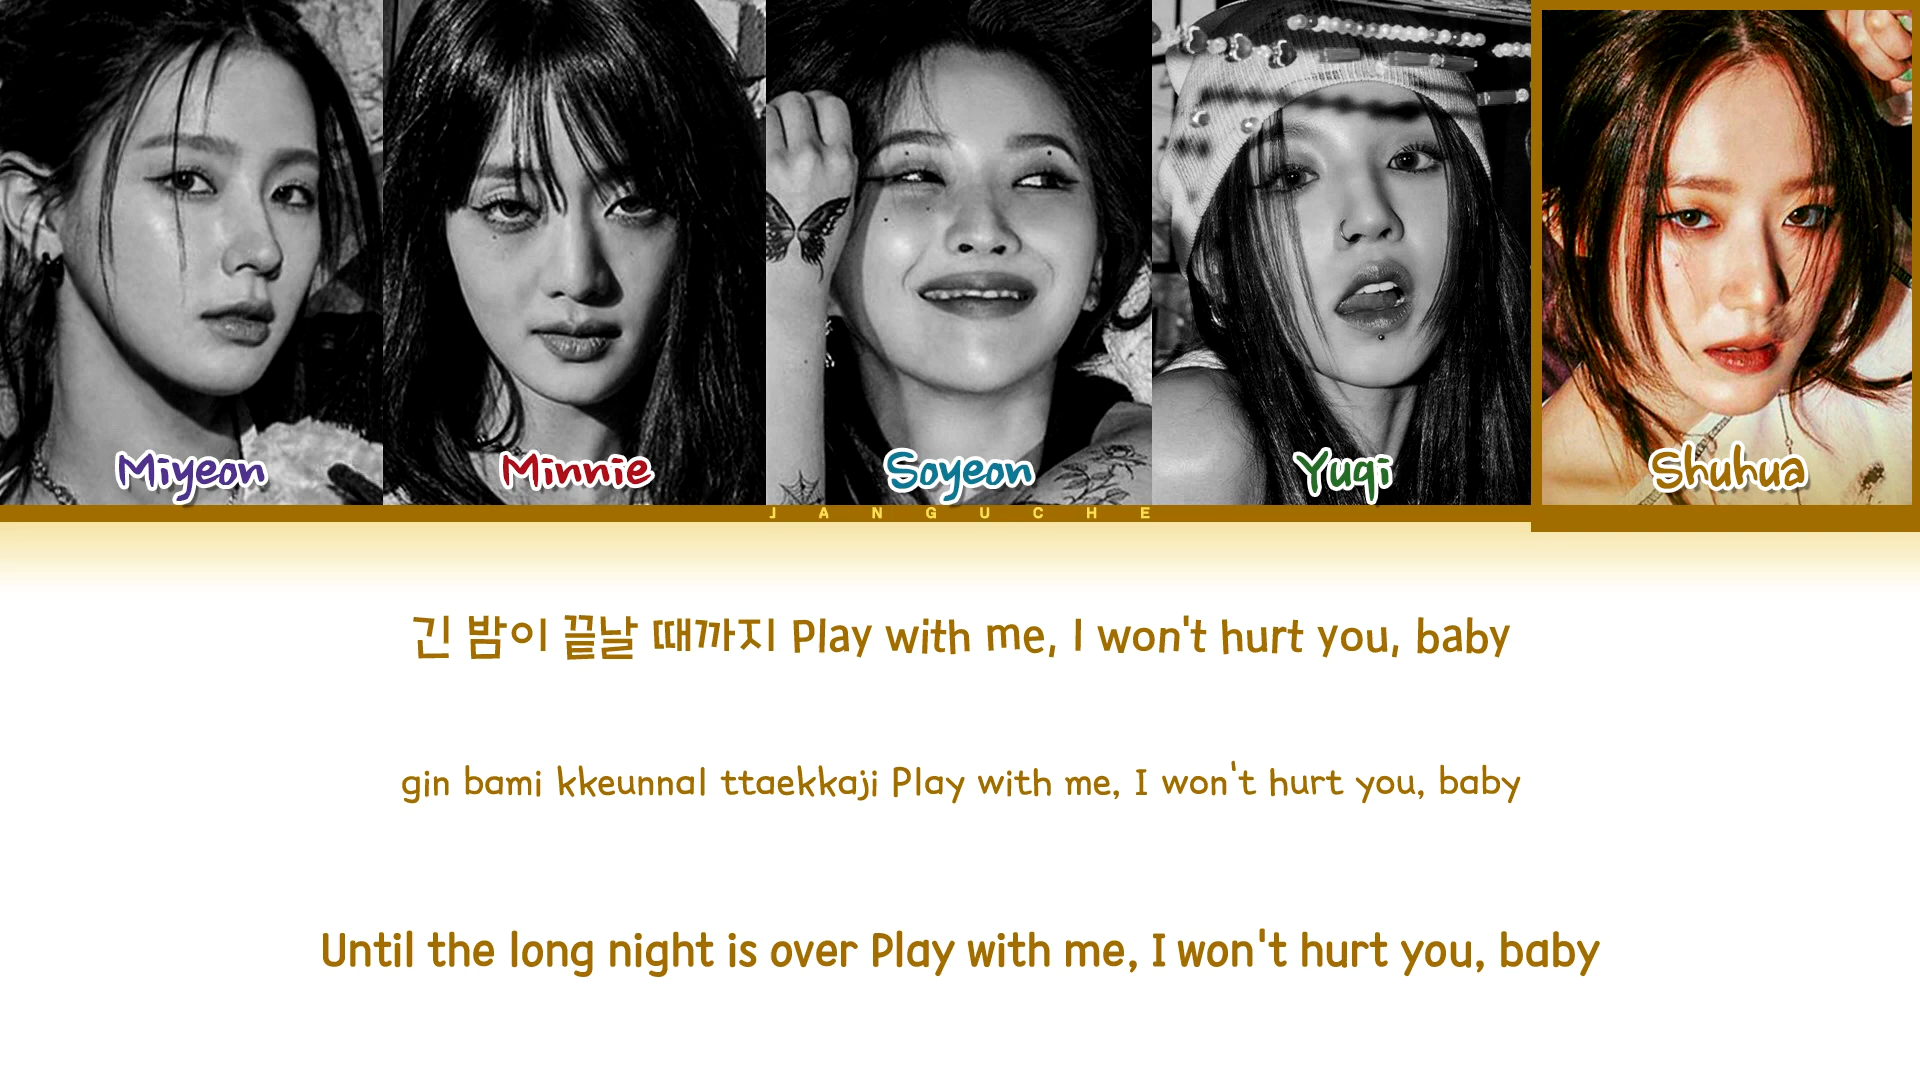 Miyeon
Minnie
Soyeon
Yuqi
Shuhua
JANGUCHE
긴 밤이 끝날 때까지 Play with me, I won't hurt you, baby
gin bami kkeunnal ttaekkaji Play with me, I won't hurt you, baby
Until the long night is over Play with me, I won't hurt you, baby